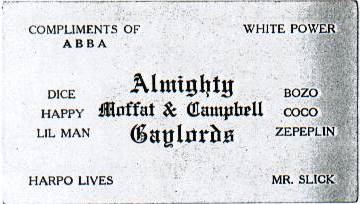 COMPLIMENTS OF
ABBA
WHITE POWER
DICE
HAPPY
LIL MAN
Almighty
Moffat & Campbell
Gaylords
BOZO
COCO
ZEPEPLIN
HARPO LIVES
MR. SLICK